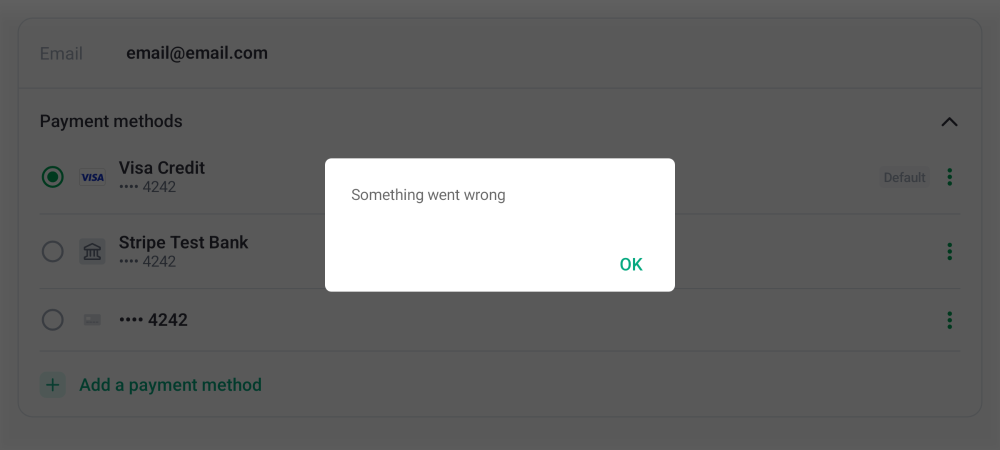 Email email@email.com
Payment methods
VISA Visa Credit
•••• 4242
Default
Something went wrong
Stripe Test Bank
•••• 4242
OK
•••• 4242
+ Add a payment method